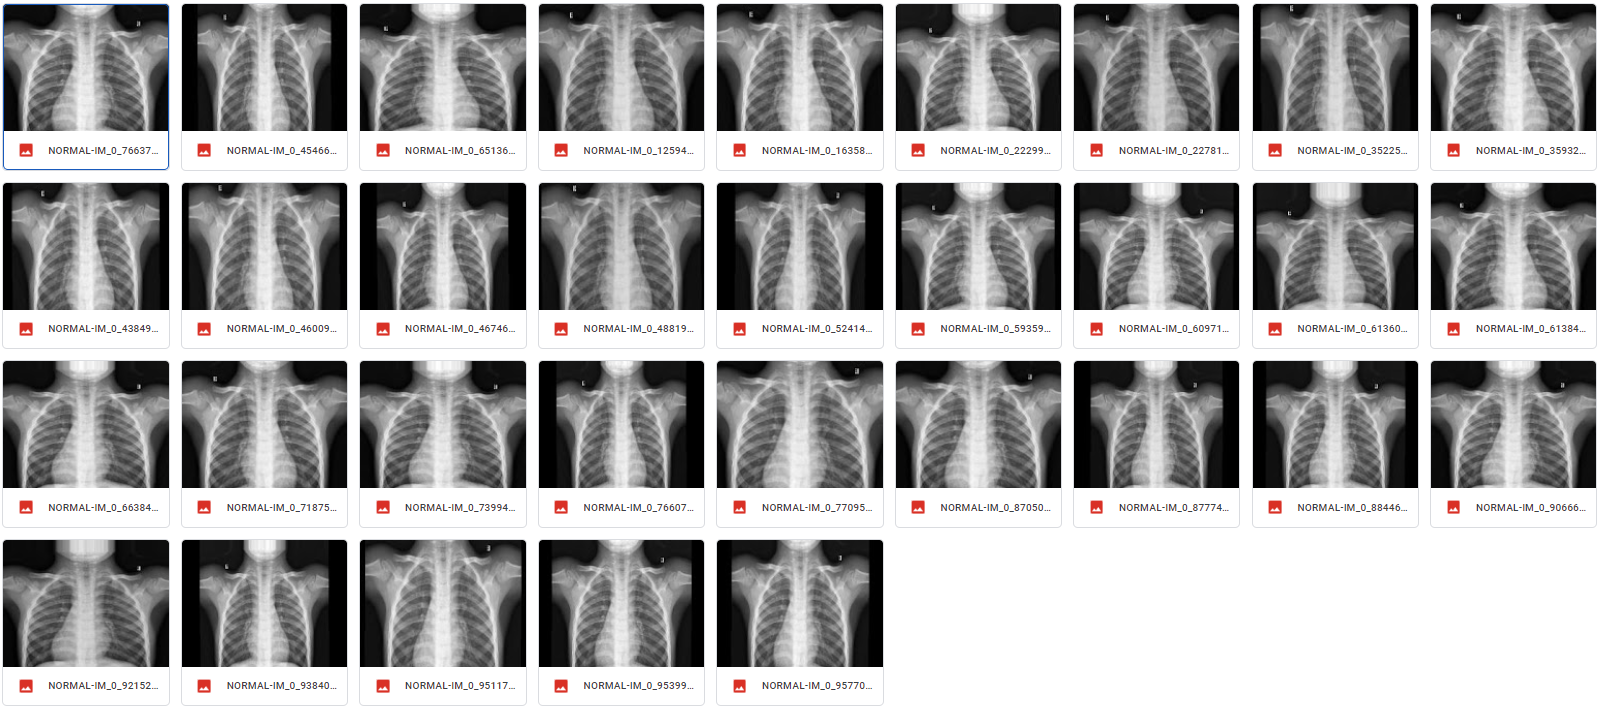 NORMAL-IM_0_76637...
NORMAL-IM_0_45466...
NORMAL-IM_0_65136...
NORMAL-IM_0_12594...
NORMAL-IM_0_16358...
NORMAL-IM_0_22299...
NORMAL-IM_0_22781...
NORMAL-IM_0_35225...
NORMAL-IM_0_35932...
NORMAL-IM_0_43849...
NORMAL-IM_0_46009...
NORMAL-IM_0_46746...
NORMAL-IM_0_48819...
NORMAL-IM_0_52414...
NORMAL-IM_0_59359...
NORMAL-IM_0_60971...
NORMAL-IM_0_61360...
NORMAL-IM_0_61384...
NORMAL-IM_0_66384...
NORMAL-IM_0_71875...
NORMAL-IM_0_73994...
NORMAL-IM_0_76607...
NORMAL-IM_0_77095...
NORMAL-IM_0_87050...
NORMAL-IM_0_87774...
NORMAL-IM_0_88446...
NORMAL-IM_0_90666...
NORMAL-IM_0_92152...
NORMAL-IM_0_93840...
NORMAL-IM_0_95117...
NORMAL-IM_0_95399...
NORMAL-IM_0_95770...